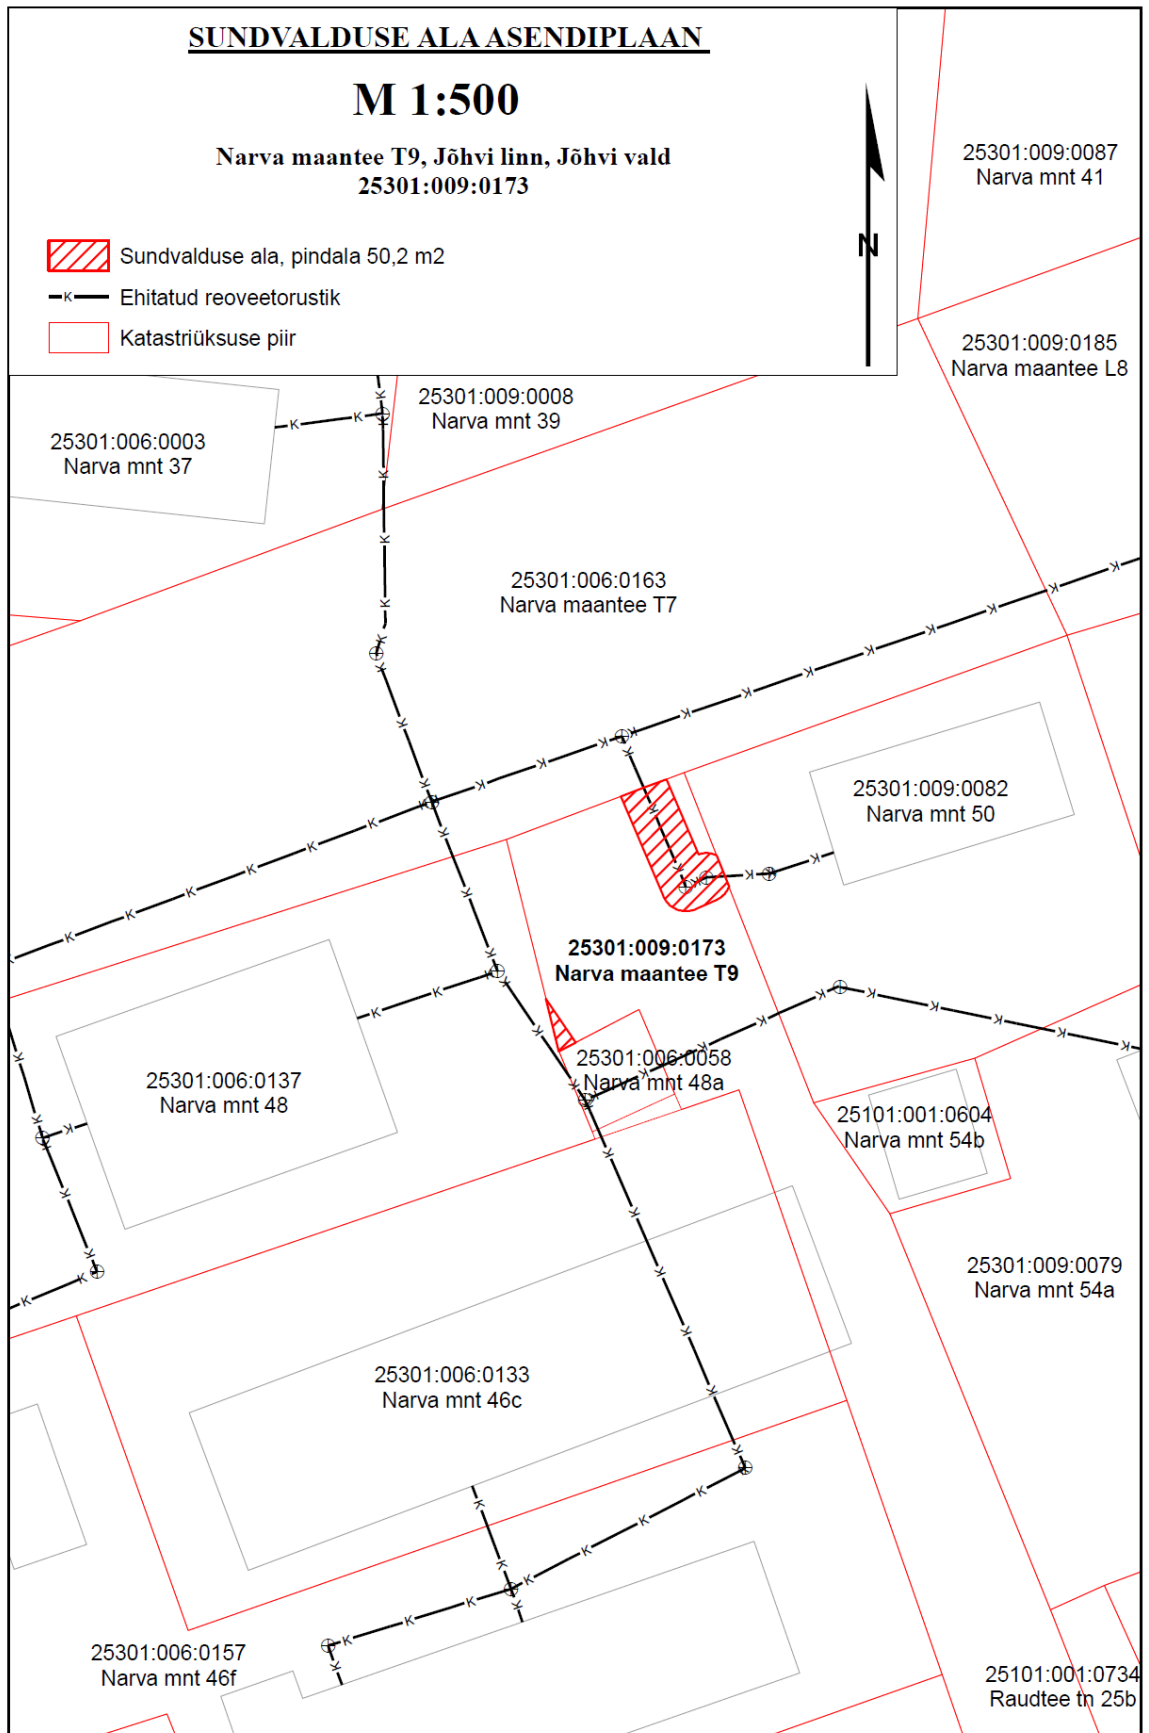 SUNDVALDUSE ALA ASENDIPLAAN
M 1:500
Narva maantee T9, Jõhvi linn, Jõhvi vald
25301:009:0173
N
Sundvalduse ala, pindala 50,2 m2
K
Ehitatud reoveetorustik
Katastriüksuse piir
25301:009:0087
Narva mnt 41
25301:009:0185
Narva maantee L8
25301:009:0008
Narva mnt 39
25301:006:0003
Narva mnt 37
25301:006:0163
Narva maantee T7
25301:009:0082
Narva mnt 50
25301:009:0173
Narva maantee T9
25301:006:0058
Narva mnt 48a
25301:006:0137
Narva mnt 48
25101:001:0604
Narva mnt 54b
25301:009:0079
Narva mnt 54a
25301:006:0133
Narva mnt 46c
25301:006:0157
Narva mnt 46f
25101:001:0734
Raudtee tn 25b